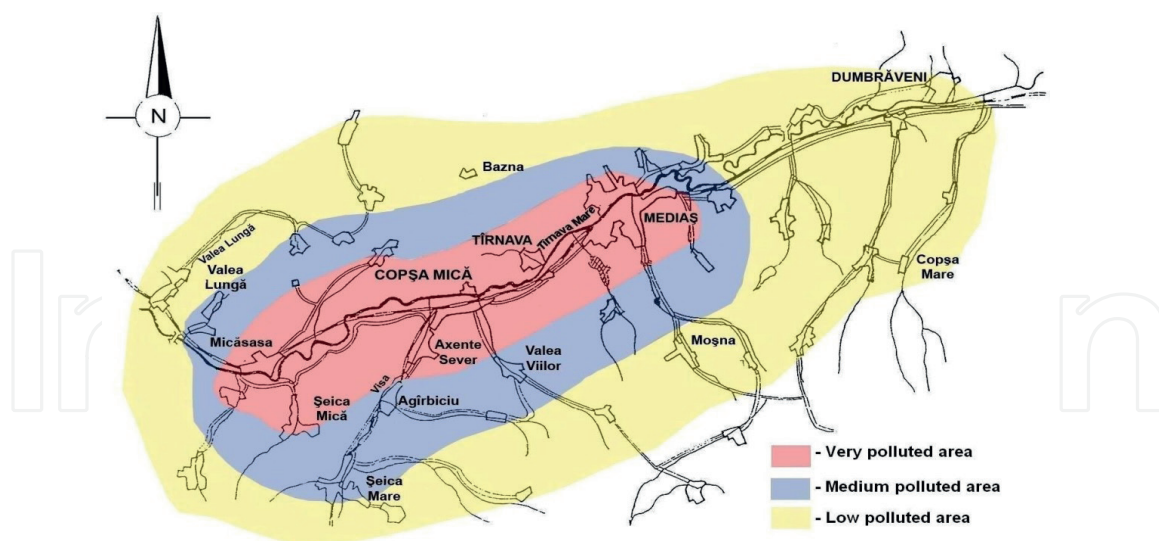 N
DUMBRĂVENI
Bazna
MEDIAŞ
Tîrnava Mare
TÎRNAVA
Valea Lungă
Valea
Lungă
COPŞA MICĂ
Copşa
Mare
Micăsasa
Axente
Sever
Valea
Viilor
Moşna
Visa
Şeica
Mică
Agîrbiciu
Şeica
Mare
- Very polluted area
- Medium polluted area
- Low polluted area